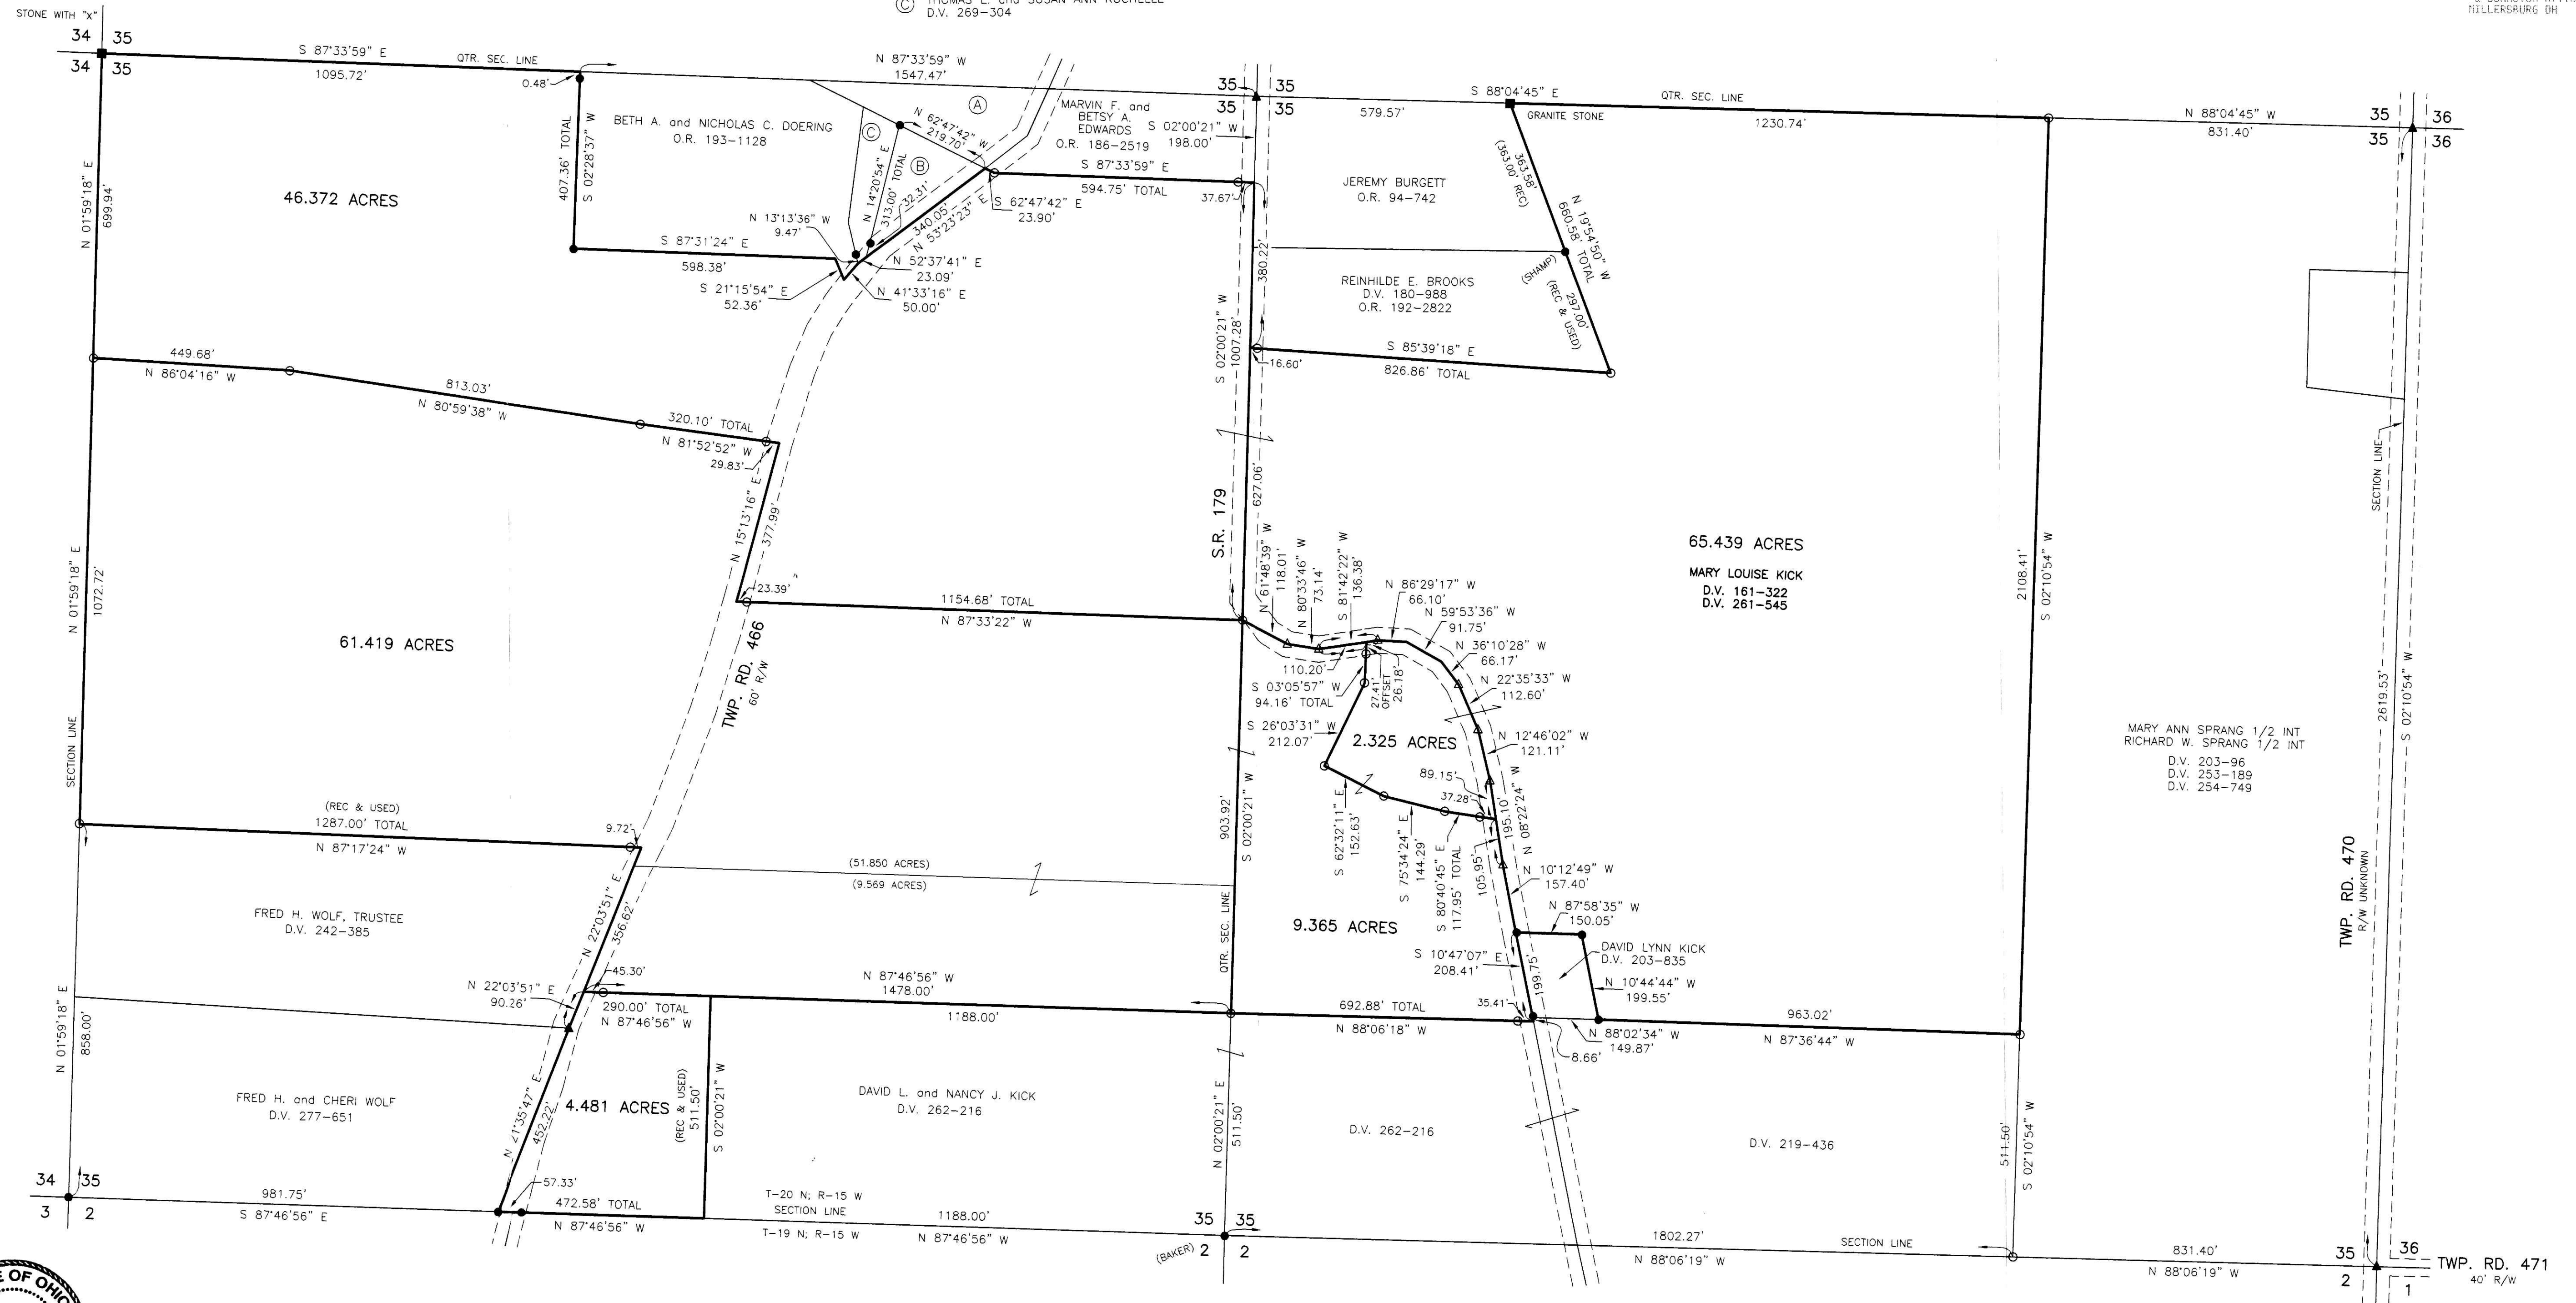 STONE WITH "X"
Ⓒ THOMAS L. and SUSAN ANN ROCHELLE
D.V. 269-304
MILLERSBURG OH
34 35
34 35
S 87°33'59" E
1095.72'
QTR. SEC. LINE
0.48'
N 87°33'59" W
1547.47'
35 35
35 35
S 88°04'45" E
579.57'
GRANITE STONE
QTR. SEC. LINE
1230.74'
N 88°04'45" W
831.40'
35 36
35 36
N 01°59'18" E
699.94'
46.372 ACRES
407.36' TOTAL
S 02°28'37" W
BETH A. and NICHOLAS C. DOERING
O.R. 193-1128
Ⓐ
Ⓒ
Ⓑ
N 62°47'42" W
219.70'
N 14°20'54" E
313.00' TOTAL
32.31'
MARVIN F. and
BETSY A.
EDWARDS
O.R. 186-2519
S 02°00'21" W
198.00'
S 87°33'59" E
594.75' TOTAL
37.67'
S 62°47'42" E
23.90'
340.05'
N 53°23'23" E
N 13°13'36" W
9.47'
S 87°31'24" E
598.38'
N 52°37'41" E
23.09'
S 21°15'54" E
52.36'
N 41°33'16" E
50.00'
JEREMY BURGETT
O.R. 94-742
363.58'
(363.00' REC)
N 19°54'50" W
660.58' TOTAL
(SHAMP)
297.00'
(REC & USED)
REINHILDE E. BROOKS
D.V. 180-988
O.R. 192-2822
380.22'
S 02°00'21" W
1007.28'
S 85°39'18" E
826.86' TOTAL
16.60'
449.68'
N 86°04'16" W
813.03'
N 80°59'38" W
320.10' TOTAL
N 81°52'52" W
29.83'
N 15°13'16" E
377.99'
23.39'
1154.68' TOTAL
N 87°33'22" W
S.R. 179
627.06'
TWP. RD. 466
60' R/W
N 01°59'18" E
1072.72'
61.419 ACRES
SECTION LINE
N 61°48'39" W
118.01'
N 80°33'46" W
73.14'
S 81°42'22" W
136.38'
N 86°29'17" W
66.10'
N 59°53'36" W
91.75'
N 36°10'28" W
66.17'
N 22°35'33" W
112.60'
N 12°46'02" W
121.11'
110.20'
S 03°05'57" W
94.16' TOTAL
27.41'
OFFSET
26.18'
S 26°03'31" W
212.07'
2.325 ACRES
89.15'
37.28'
S 62°32'11" E
152.63'
S 75°34'24" E
144.29'
S 80°40'45" E
117.95' TOTAL
195.10'
N 08°22'24" W
105.95'
N 10°12'49" W
157.40'
65.439 ACRES
MARY LOUISE KICK
D.V. 161-322
D.V. 261-545
2108.41'
S 02°10'54" W
SECTION LINE
2619.53'
S 02°10'54" W
MARY ANN SPRANG 1/2 INT
RICHARD W. SPRANG 1/2 INT
D.V. 203-96
D.V. 253-189
D.V. 254-749
TWP. RD. 470
R/W UNKNOWN
903.92'
S 02°00'21" W
QTR. SEC. LINE
(REC & USED)
1287.00' TOTAL
N 87°17'24" W
9.72'
(51.850 ACRES)
(9.569 ACRES)
FRED H. WOLF, TRUSTEE
D.V. 242-385
N 22°03'51" E
356.62'
9.365 ACRES
N 87°58'35" W
150.05'
DAVID LYNN KICK
D.V. 203-835
S 10°47'07" E
208.41'
199.75'
N 10°44'44" W
199.55'
N 22°03'51" E
90.26'
45.30'
290.00' TOTAL
N 87°46'56" W
N 87°46'56" W
1478.00'
1188.00'
692.88' TOTAL
N 88°06'18" W
35.41'
8.66'
N 88°02'34" W
149.87'
963.02'
N 87°36'44" W
N 01°59'18" E
858.00'
FRED H. and CHERI WOLF
D.V. 277-651
N 21°35'47" E
452.22'
4.481 ACRES
(REC & USED)
511.50'
S 02°00'21" W
DAVID L. and NANCY J. KICK
D.V. 262-216
N 02°00'21" E
511.50'
D.V. 262-216
D.V. 219-436
511.50'
S 02°10'54" W
34 35
3 2
981.75'
S 87°46'56" E
57.33'
472.58' TOTAL
N 87°46'56" W
T-20 N; R-15 W
SECTION LINE
T-19 N; R-15 W
1188.00'
N 87°46'56" W
35 35
(BAKER) 2 2
1802.27'
N 88°06'19" W
SECTION LINE
831.40'
N 88°06'19" W
35 36
2 1
TWP. RD. 471
40' R/W
E OF OHIO